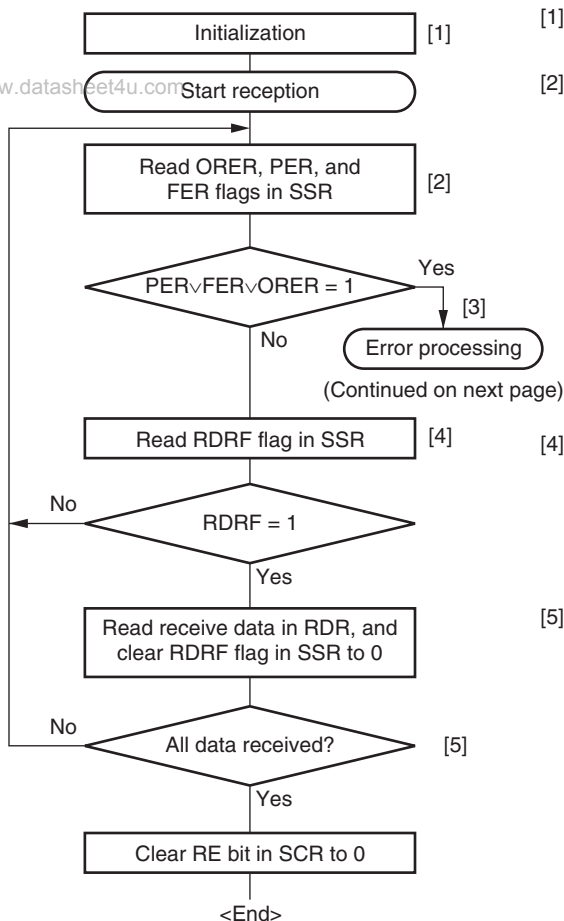 Initialization [1] [1]
w.datasheet4u.com
Start reception [2]
Read ORER, PER, and
FER flags in SSR
[2]
PER∨FER∨ORER = 1
Yes
[3]
No
Error processing
(Continued on next page)
Read RDRF flag in SSR [4] [4]
No
RDRF = 1
Yes
Read receive data in RDR, and
clear RDRF flag in SSR to 0
[5]
No
All data received? [5]
Yes
Clear RE bit in SCR to 0
<End>